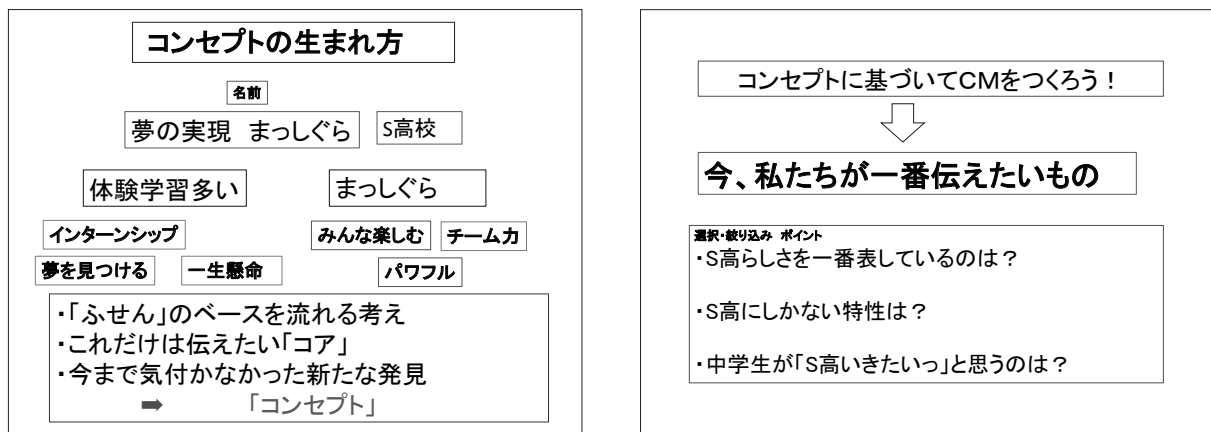 コンセプトの生まれ方
名前
夢の実現 まっしぐら S高校
体験学習多い まっしぐら
インターンシップ みんな楽しむ チーム力
夢を見つける 一生懸命 パワフル
・「ふせん」のベースを流れる考え
・これだけは伝えたい「コア」
・今まで気付かなかった新たな発見
➡ 「コンセプト」
コンセプトに基づいてCMをつくろう！
今、私たちが一番伝えたいもの
選択・絞り込み ポイント
・S高らしさを一番表しているのは？
・S高にしかない特性は？
・中学生が「S高いきたいっ」と思うのは？